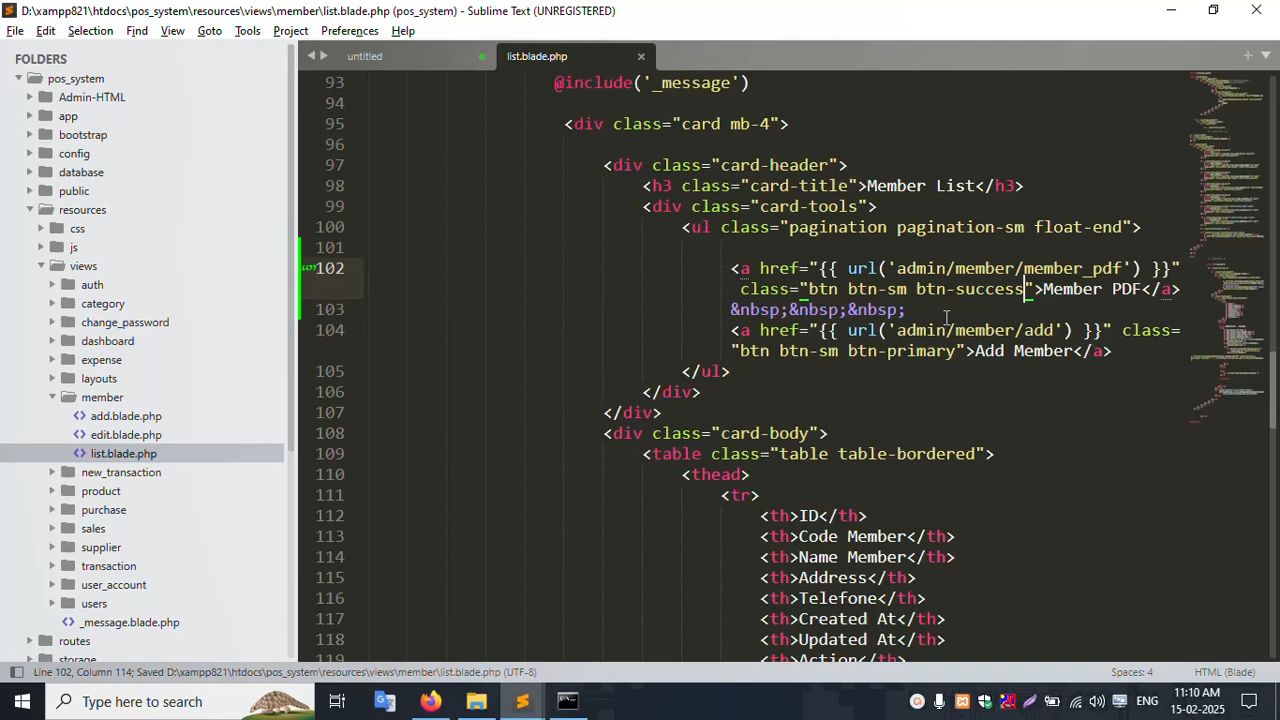 D:\xampp821\htdocs\pos_system\resources\views\member\list.blade.php (pos_system) - Sublime Text (UNREGISTERED)
File Edit Selection Find View Goto Tools Project Preferences Help
FOLDERS
pos_system
Admin-HTML
app
bootstrap
config
database
public
resources
css
js
views
auth
category
change_password
dashboard
expense
layouts
member
add.blade.php
edit.blade.php
list.blade.php
new_transaction
product
purchase
sales
supplier
transaction
user_account
users
_message.blade.php
routes
storage
untitled list.blade.php
93 @include('_message')
94
95 <div class="card mb-4">
96
97 <div class="card-header">
98 <h3 class="card-title">Member List</h3>
99 <div class="card-tools">
100 <ul class="pagination pagination-sm float-end">
101
102 <a href="{{ url('admin/member/member_pdf') }}"
class="btn btn-sm btn-success">Member PDF</a>
103 &nbsp;&nbsp;&nbsp;
104 <a href="{{ url('admin/member/add') }}" class=
"btn btn-sm btn-primary">Add Member</a>
105 </ul>
106 </div>
107 </div>
108 <div class="card-body">
109 <table class="table table-bordered">
110 <thead>
111 <tr>
112 <th>ID</th>
113 <th>Code Member</th>
114 <th>Name Member</th>
115 <th>Address</th>
116 <th>Telefone</th>
117 <th>Created At</th>
118 <th>Updated At</th>
119 <th>Action</th>
Line 102, Column 114; Saved D:\xampp821\htdocs\pos_system\resources\views\member\list.blade.php (UTF-8) Spaces: 4 HTML (Blade)
Type here to search
ENG
11:10 AM
15-02-2025